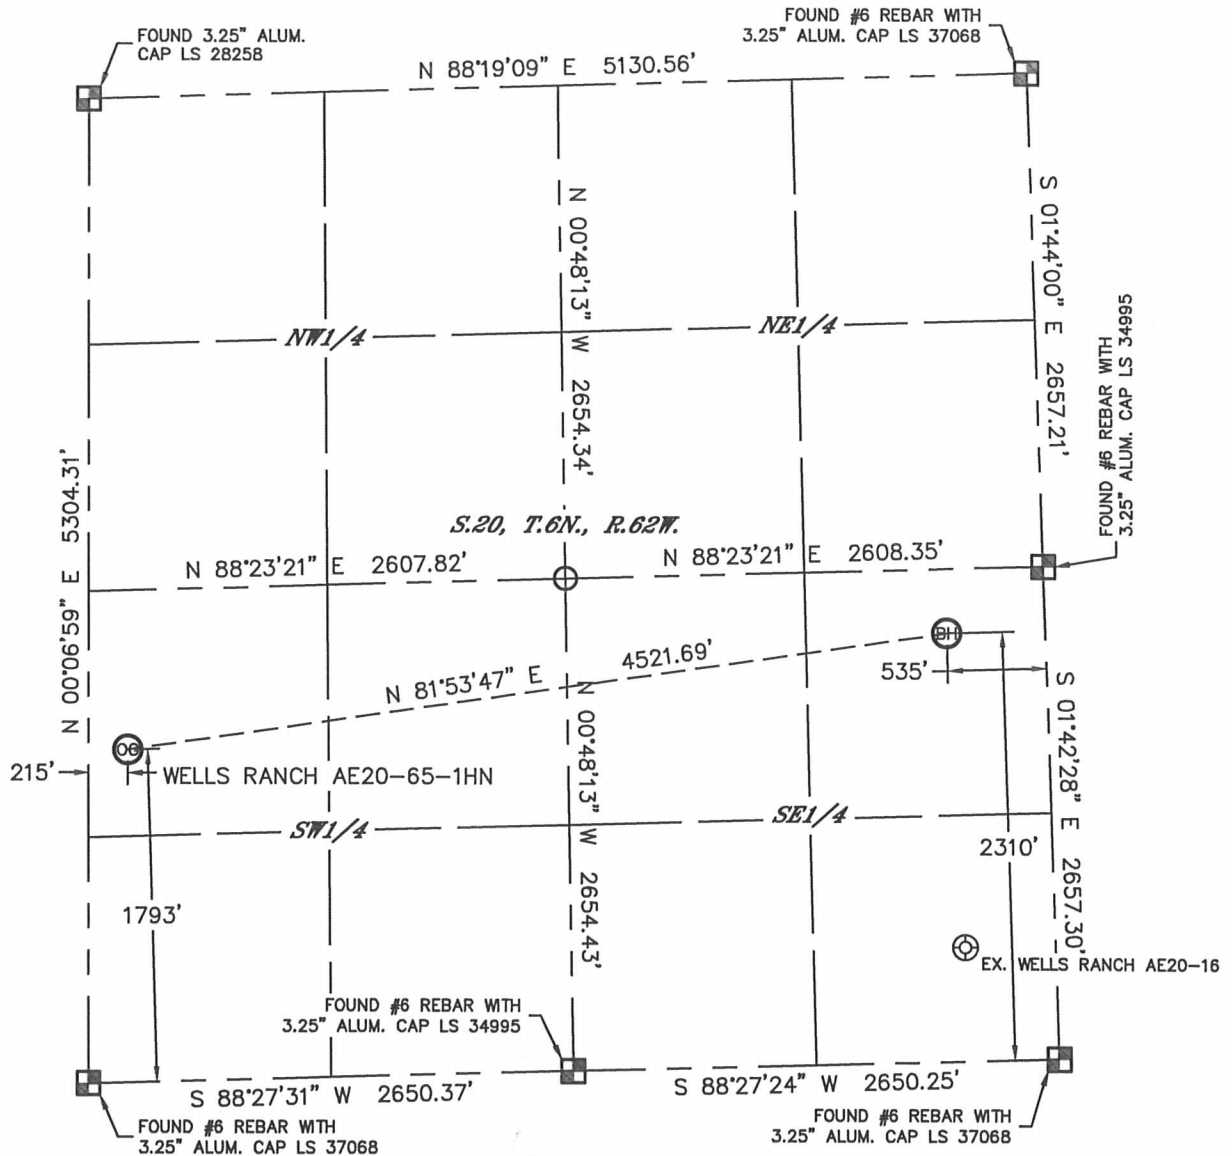 FOUND 3.25" ALUM.
CAP LS 28258
FOUND #6 REBAR WITH
3.25" ALUM. CAP LS 37068
N 88°19'09" E 5130.56'
N 00°48'13" W 2654.34'
S 01°44'00" E 2657.21'
NW1/4
NE1/4
FOUND #6 REBAR WITH
3.25" ALUM. CAP LS 34995
N 00°06'59" E 5304.31'
S.20, T.6N., R.62W.
N 88°23'21" E 2607.82'
N 88°23'21" E 2608.35'
BH
535'
N 81°53'47" E 4521.69'
215'
WELLS RANCH AE20-65-1HN
N 00°48'13" W 2654.43'
S 01°42'28" E 2657.30'
SW1/4
SE1/4
2310'
1793'
EX. WELLS RANCH AE20-16
FOUND #6 REBAR WITH
3.25" ALUM. CAP LS 34995
S 88°27'31" W 2650.37'
S 88°27'24" W 2650.25'
FOUND #6 REBAR WITH
3.25" ALUM. CAP LS 37068
FOUND #6 REBAR WITH
3.25" ALUM. CAP LS 37068